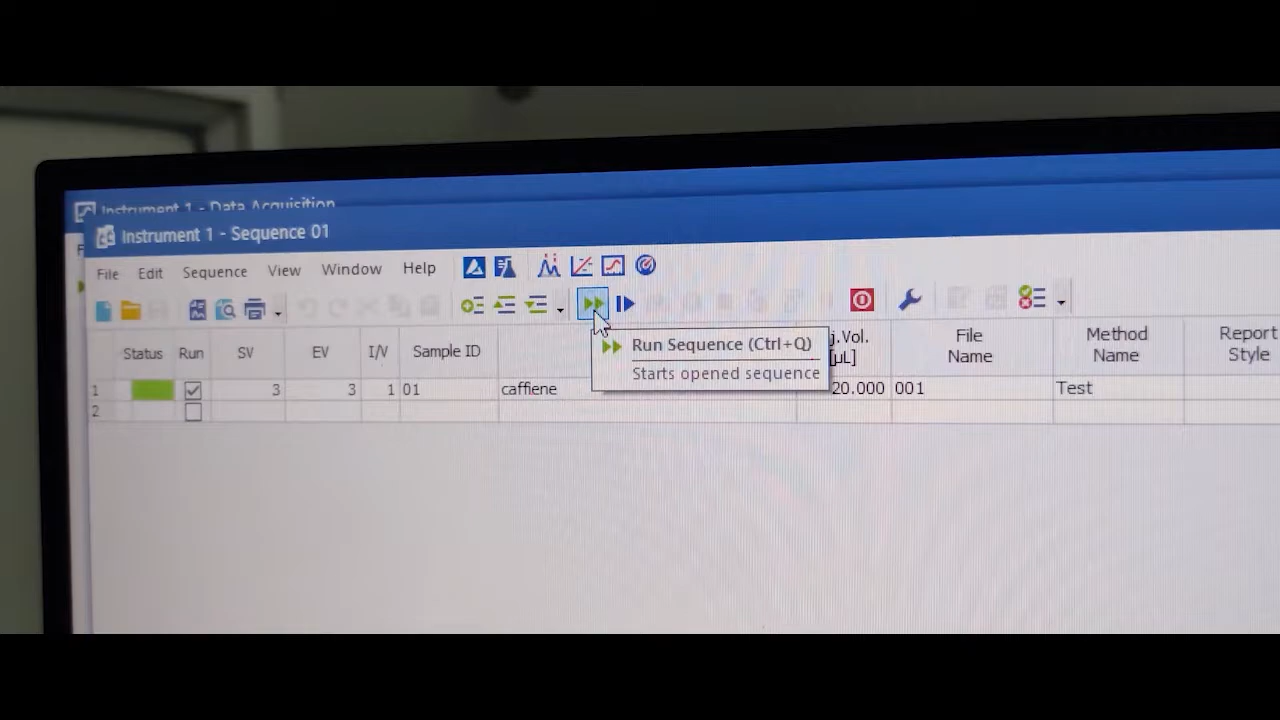 Instrument 1 - Data Acquisition
Instrument 1 - Sequence 01
File Edit Sequence View Window Help
Run Sequence (Ctrl+Q)
Starts opened sequence
Status Run SV EV I/V Sample ID j.Vol. [µL] File Name Method Name Report Style
1 3 3 1 01 caffiene 20.000 001 Test
2